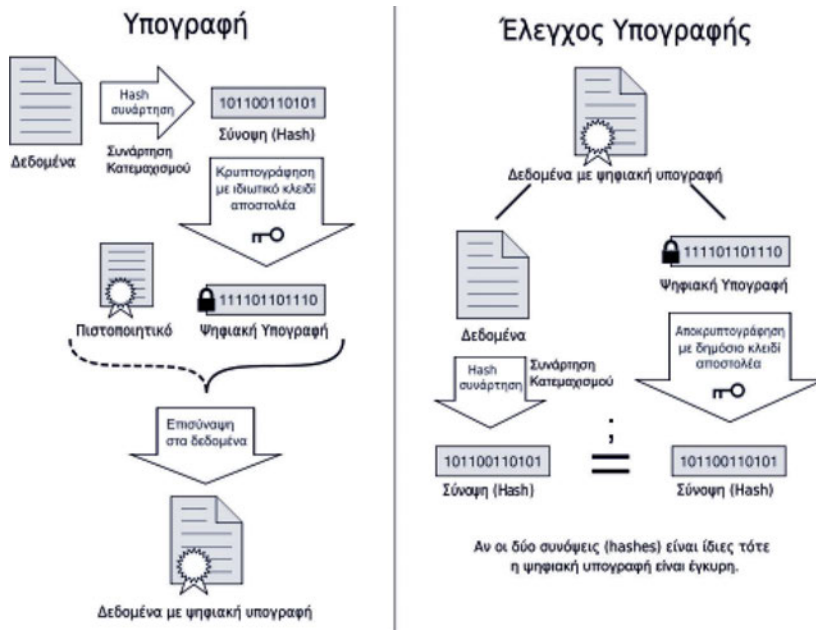 Υπογραφή
Hash
συνάρτηση
101100110101
Σύνοψη (Hash)
Δεδομένα
Συνάρτηση
Κατεμαχισμού
Κρυπτογράφηση
με ιδιωτικό κλειδί
αποστολέα
111101101110
Πιστοποιητικό
Ψηφιακή Υπογραφή
Επισύναψη
στα δεδομένα
Δεδομένα με ψηφιακή υπογραφή
Έλεγχος Υπογραφής
Δεδομένα με ψηφιακή υπογραφή
111101101110
Ψηφιακή Υπογραφή
Δεδομένα
Hash
συνάρτηση
Συνάρτηση
Κατεμαχισμού
Αποκρυπτογράφηση
με δημόσιο κλειδί
αποστολέα
;
101100110101
=
101100110101
Σύνοψη (Hash)
Σύνοψη (Hash)
Αν οι δύο συνόψεις (hashes) είναι ίδιες τότε
η ψηφιακή υπογραφή είναι έγκυρη.